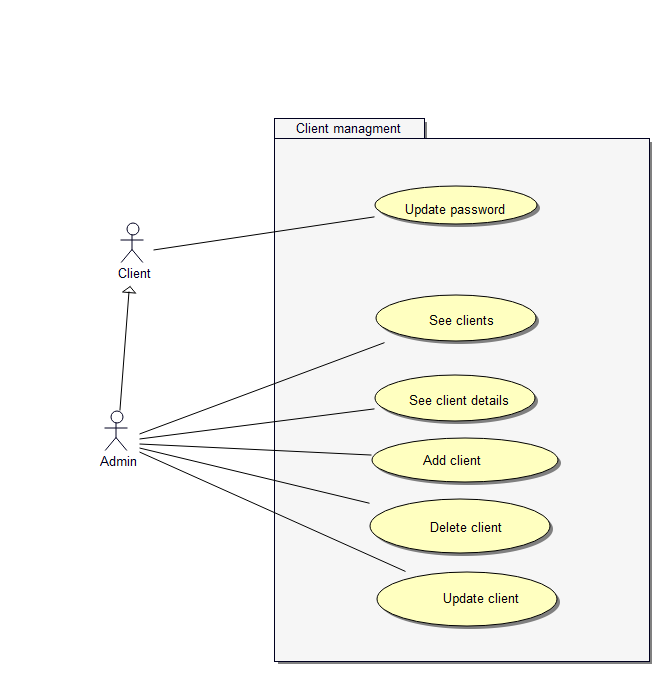 Client managment
Update password
Client
See clients
See client details
Admin
Add client
Delete client
Update client